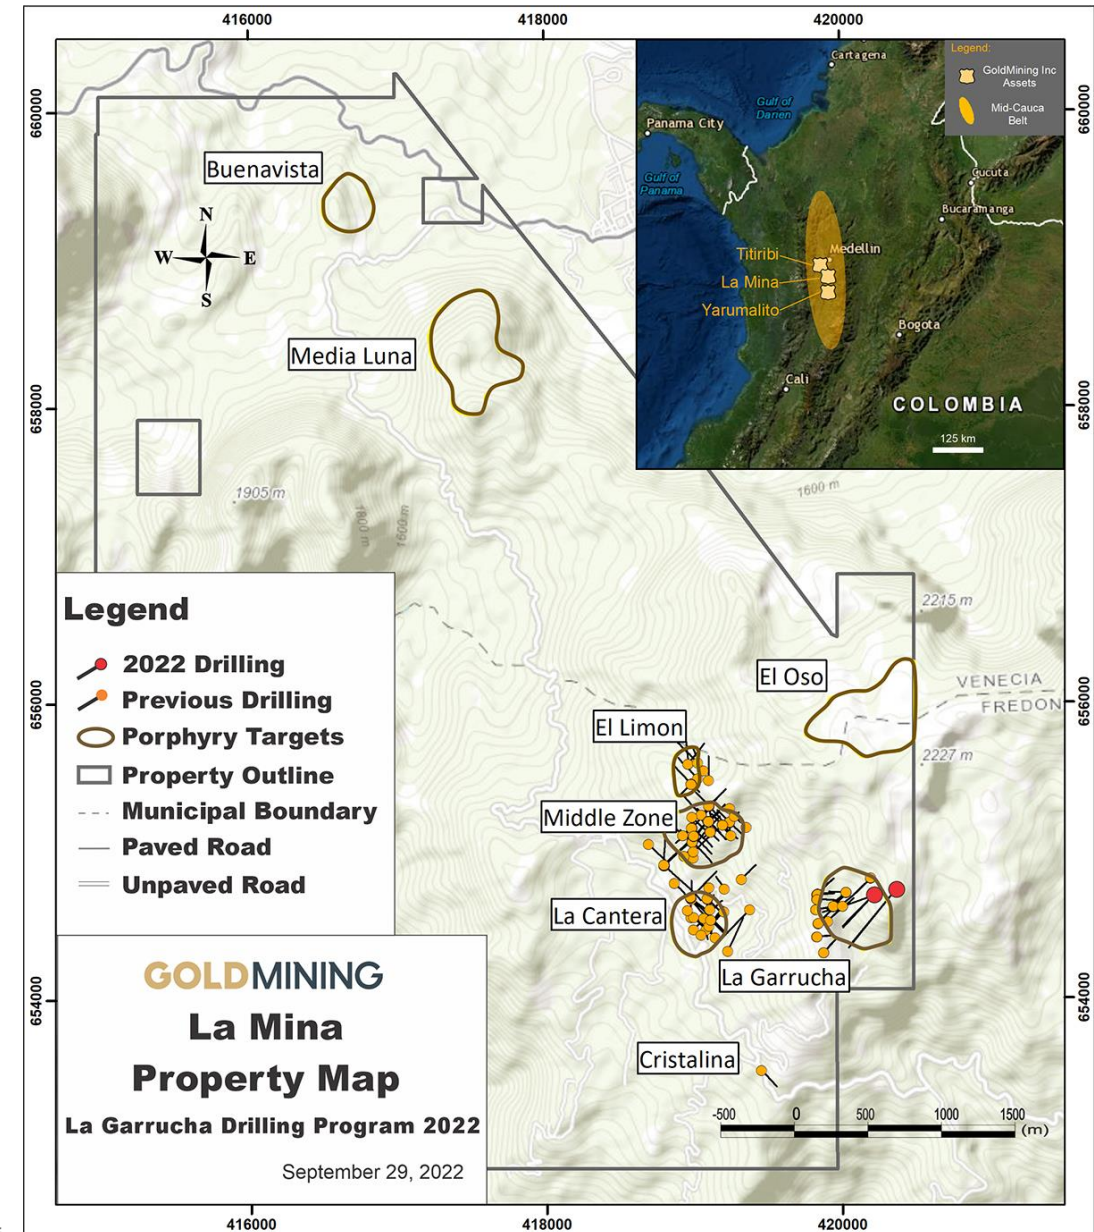 416000
418000
420000
660000
658000
656000
654000
660000
658000
656000
654000
Legend:
GoldMining Inc
Assets
Mid-Cauca
Belt
Cartagena
Gulf of
Darien
Panama City
Gulf of
Panama
Cucuta
Bucaramanga
Medellin
Titiribi
La Mina
Yarumalito
Bogota
Cali
COLOMBIA
125 km
Buenavista
N
W
E
S
Media Luna
1905 m
1800 m
1600 m
1600 m
2215 m
El Oso
VENECIA
FREDON
2227 m
El Limon
Middle Zone
La Cantera
La Garrucha
Cristalina
Legend
2022 Drilling
Previous Drilling
Porphyry Targets
Property Outline
Municipal Boundary
Paved Road
Unpaved Road
GOLDMINING
La Mina
Property Map
La Garrucha Drilling Program 2022
September 29, 2022
-500 0 500 1000 1500
(m)
416000
418000
420000